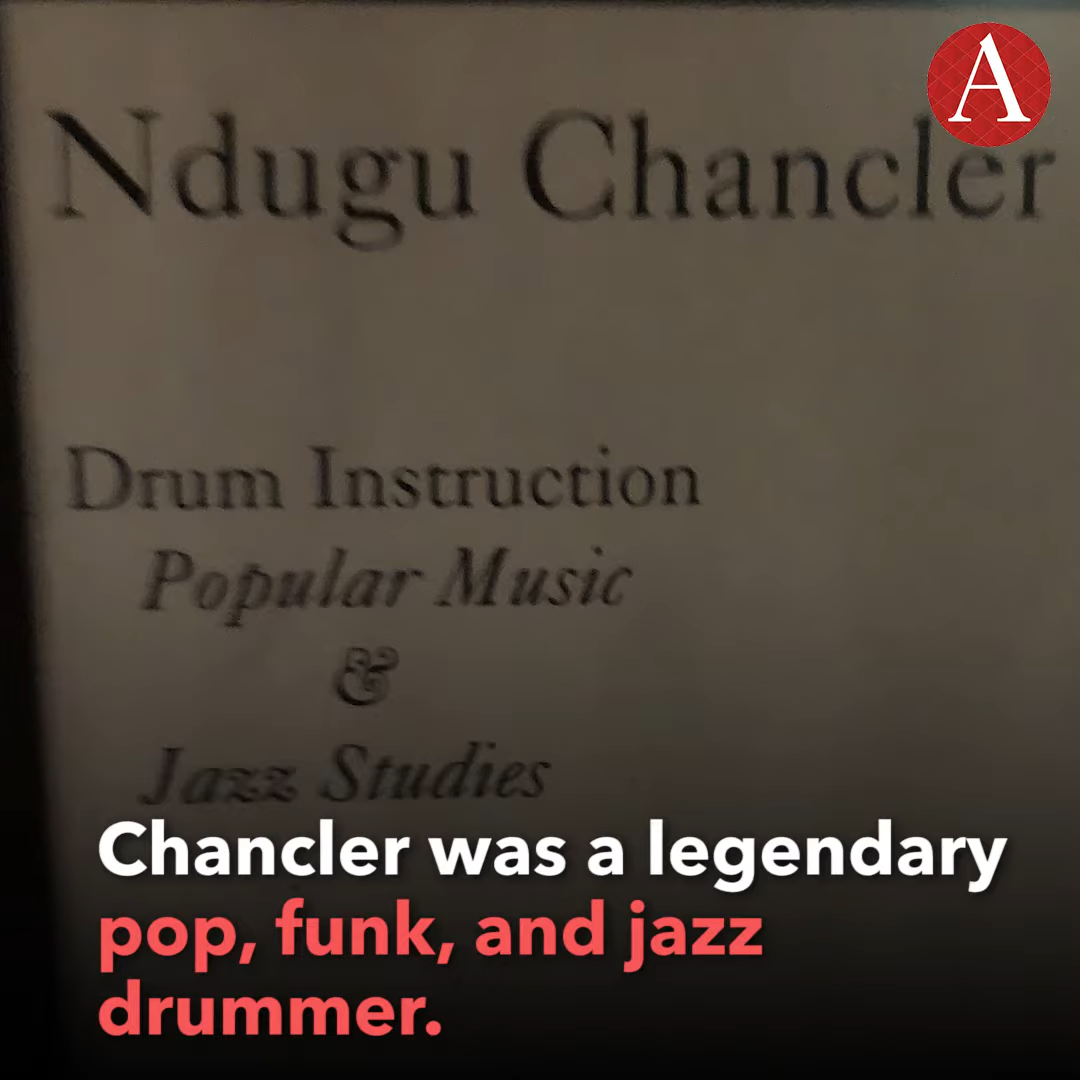 A
Ndugu Chancler
Drum Instruction
Popular Music
&
Jazz Studies
Chancler was a legendary
pop, funk, and jazz
drummer.